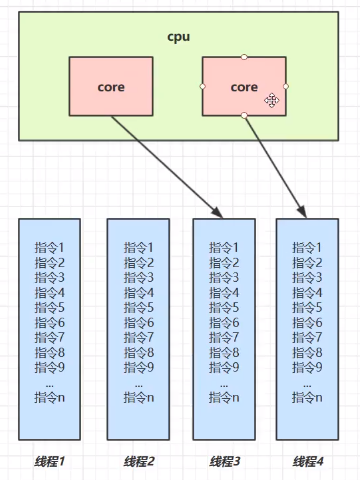 cpu
core
core
指令1
指令2
指令3
指令4
指令5
指令6
指令7
指令8
指令9
...
指令n
指令1
指令2
指令3
指令4
指令5
指令6
指令7
指令8
指令9
...
指令n
指令1
指令2
指令3
指令4
指令5
指令6
指令7
指令8
指令9
...
指令n
指令1
指令2
指令3
指令4
指令5
指令6
指令7
指令8
指令9
...
指令n
线程1
线程2
线程3
线程4